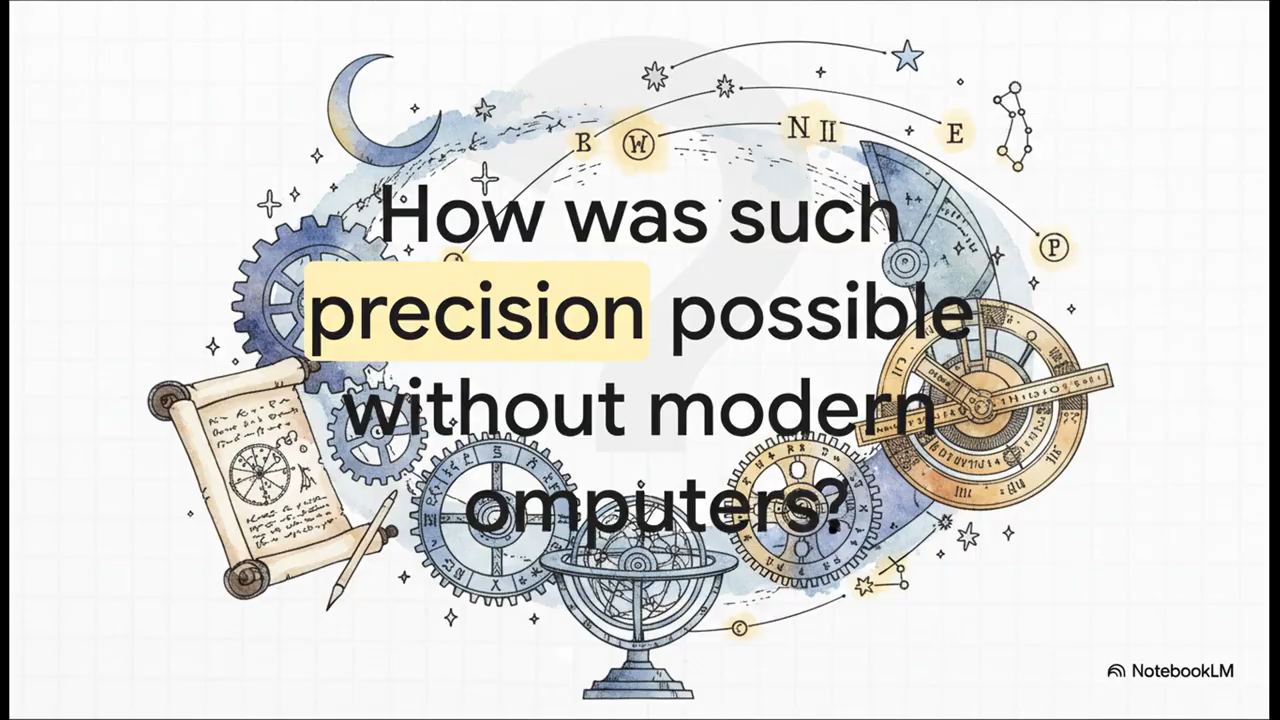 B W N II E
P
How was such
precision possible
without modern
omputers?
C
NotebookLM